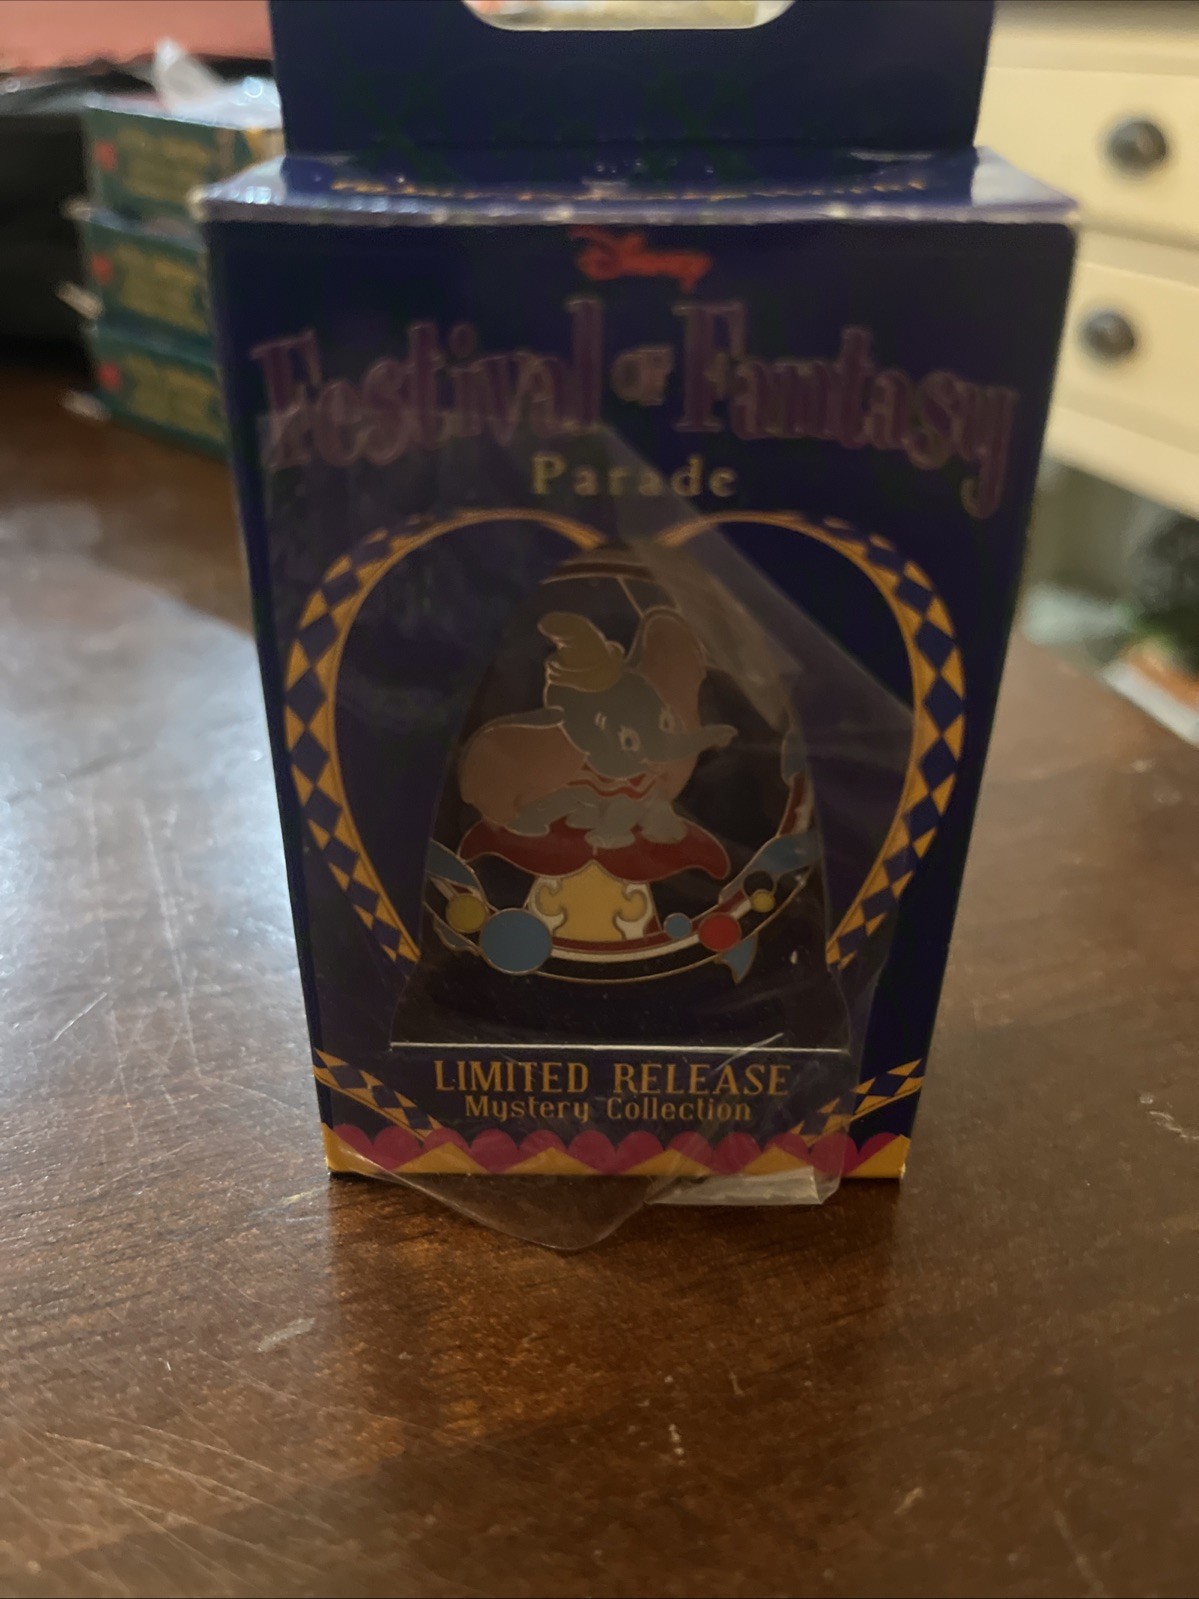 Disney
Festival of Fantasy
Parade
LIMITED RELEASE
Mystery Collection